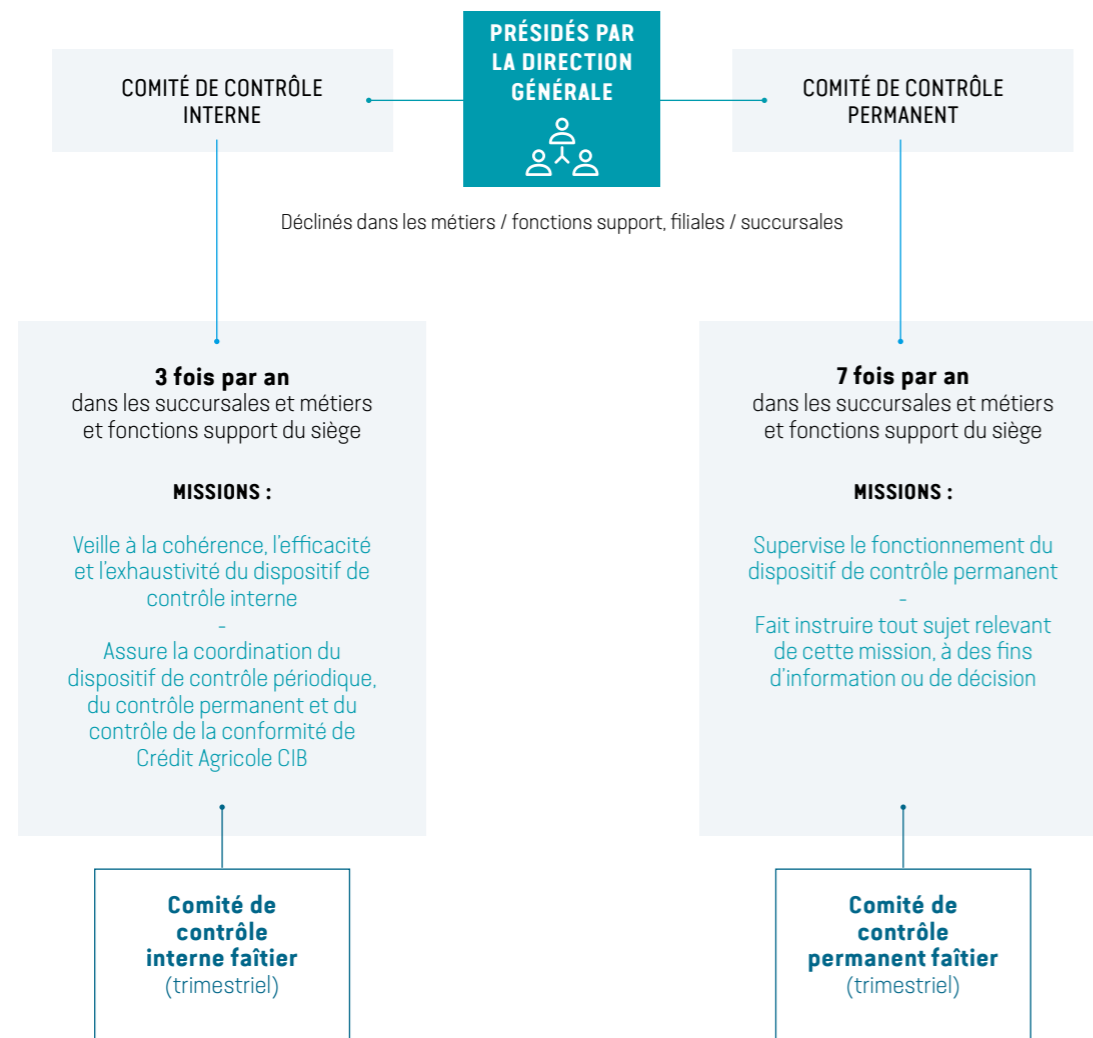 PRÉSIDÉS PAR
LA DIRECTION
GÉNÉRALE
COMITÉ DE CONTRÔLE
INTERNE
COMITÉ DE CONTRÔLE
PERMANENT
Déclinés dans les métiers / fonctions support, filiales / succursales
3 fois par an
dans les succursales et métiers
et fonctions support du siège
MISSIONS :
Veille à la cohérence, l'efficacité
et l'exhaustivité du dispositif de
contrôle interne
-
Assure la coordination du
dispositif de contrôle périodique,
du contrôle permanent et du
contrôle de la conformité de
Crédit Agricole CIB
Comité de
contrôle
interne faîtier
(trimestriel)
7 fois par an
dans les succursales et métiers
et fonctions support du siège
MISSIONS :
Supervise le fonctionnement du
dispositif de contrôle permanent
-
Fait instruire tout sujet relevant
de cette mission, à des fins
d'information ou de décision
Comité de
contrôle
permanent faîtier
(trimestriel)